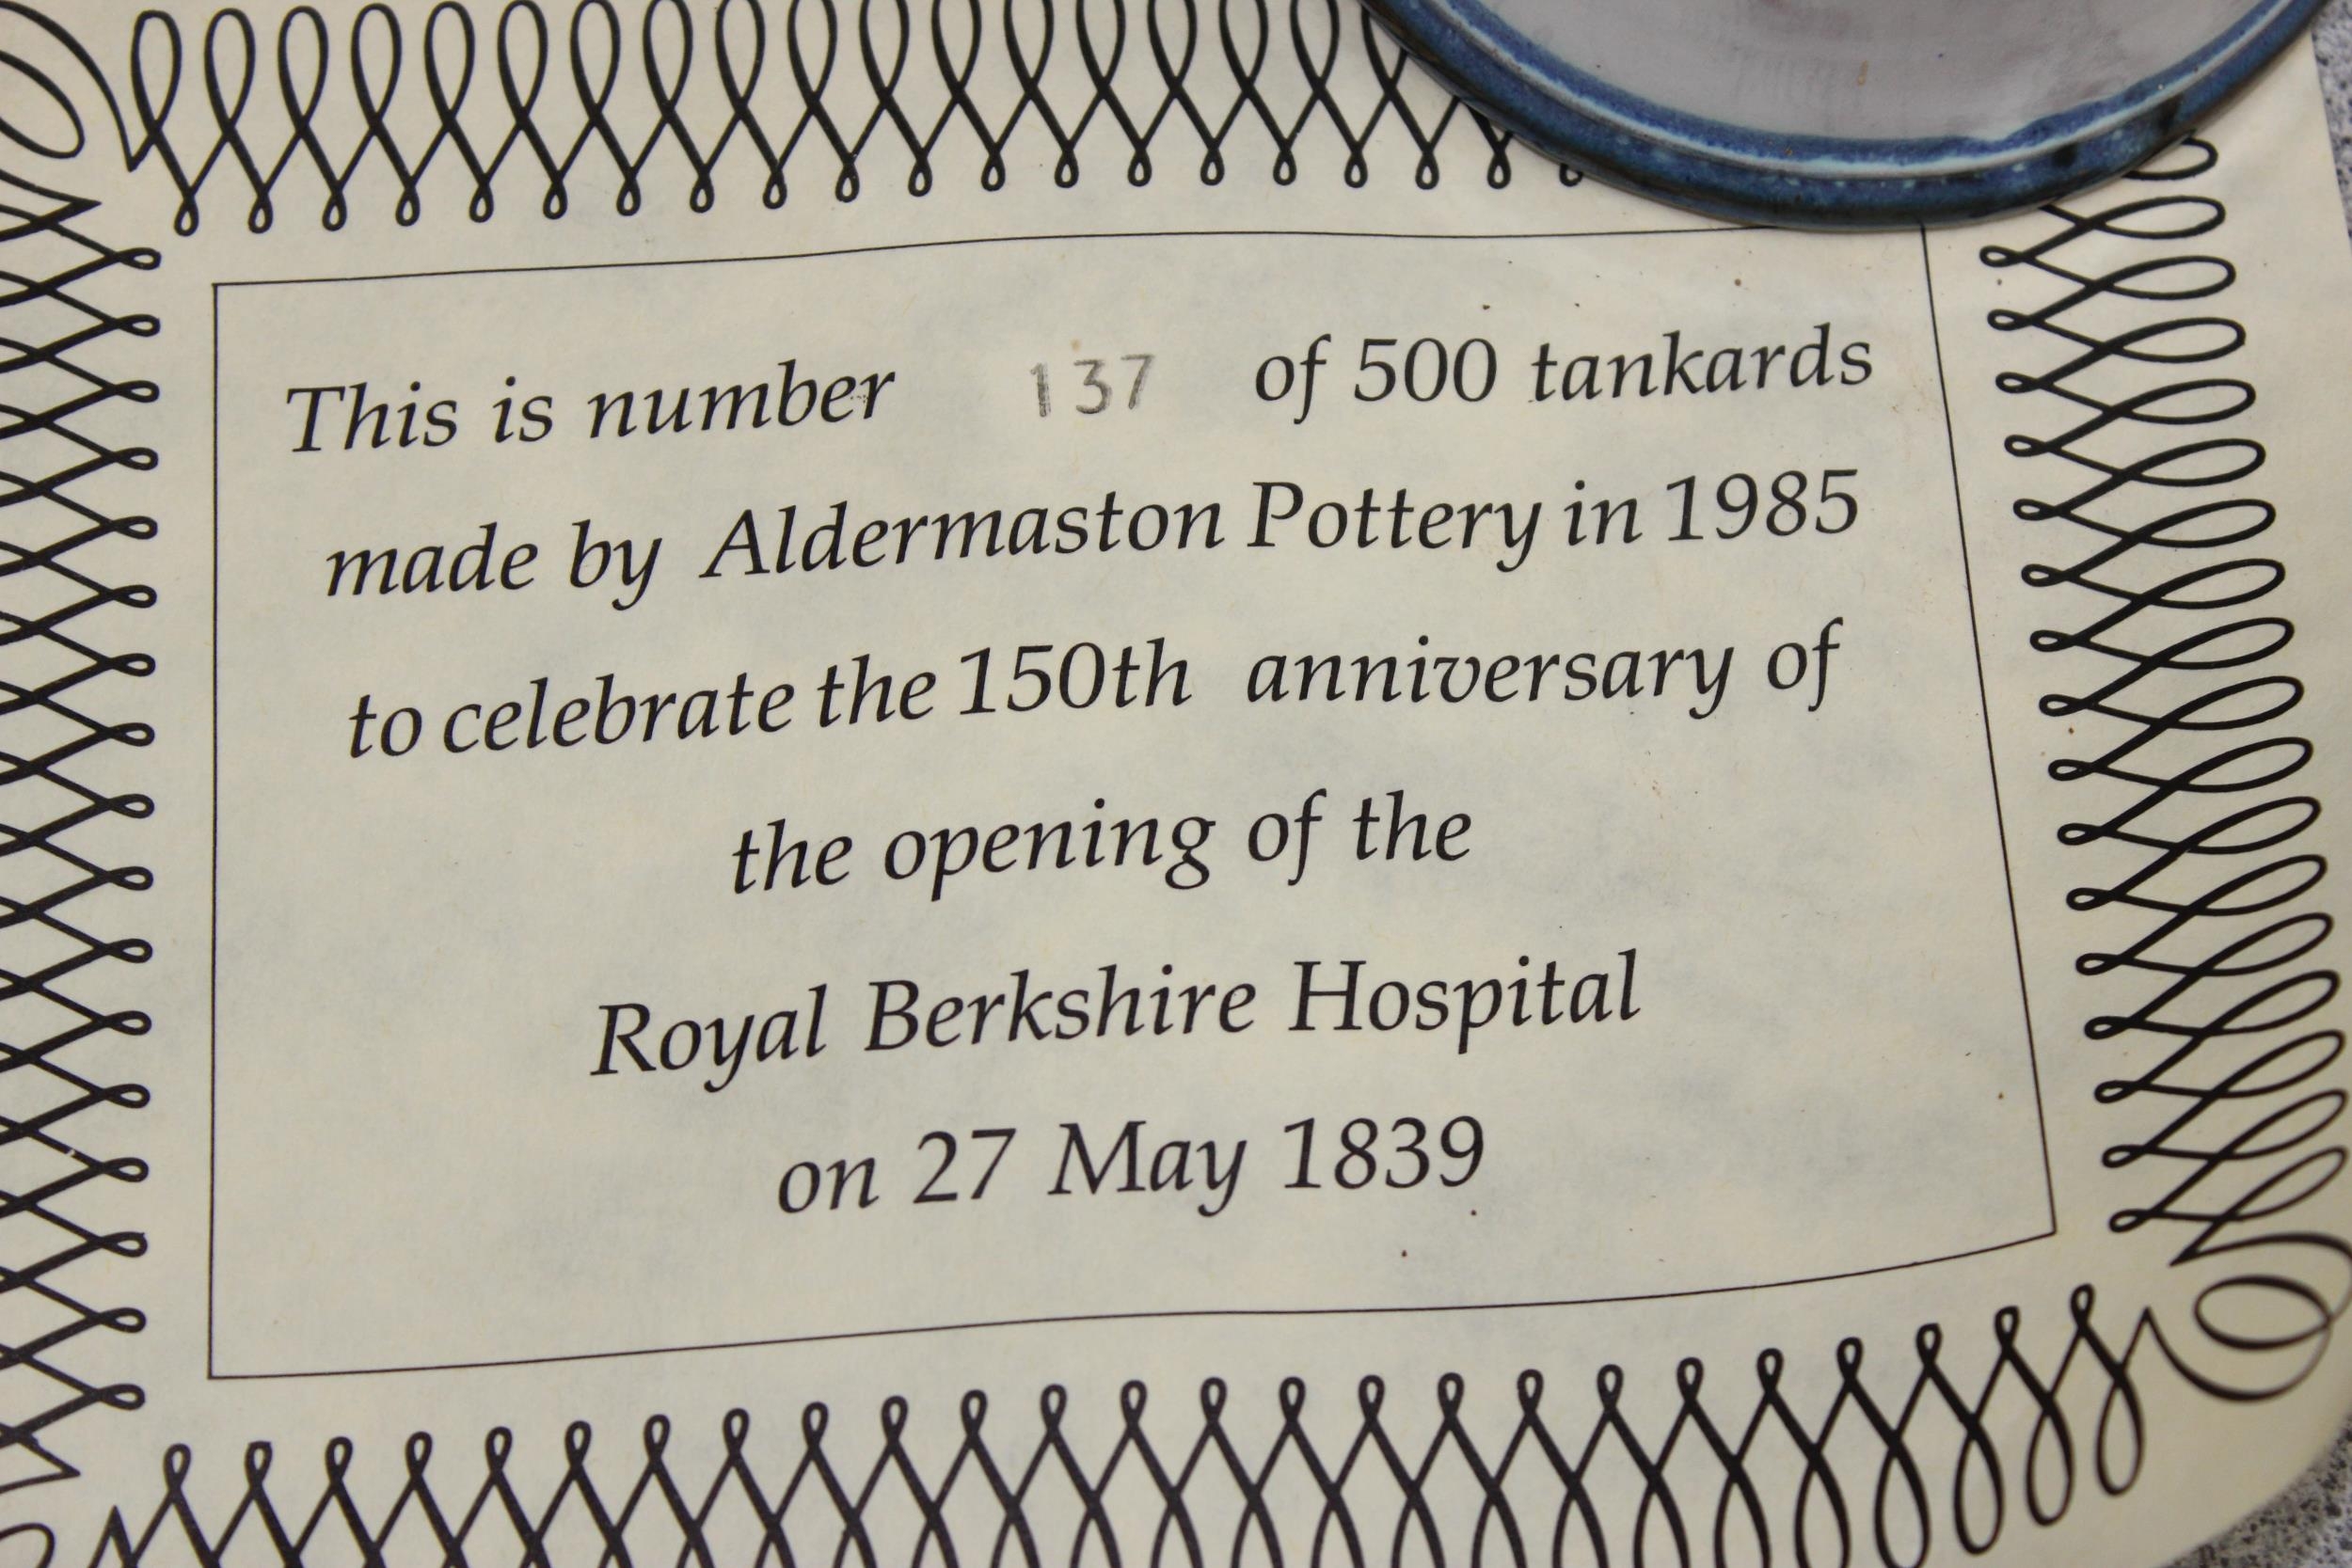 This is number 137 of 500 tankards
made by Aldermaston Pottery in 1985
to celebrate the 150th anniversary of
the opening of the
Royal Berkshire Hospital
on 27 May 1839